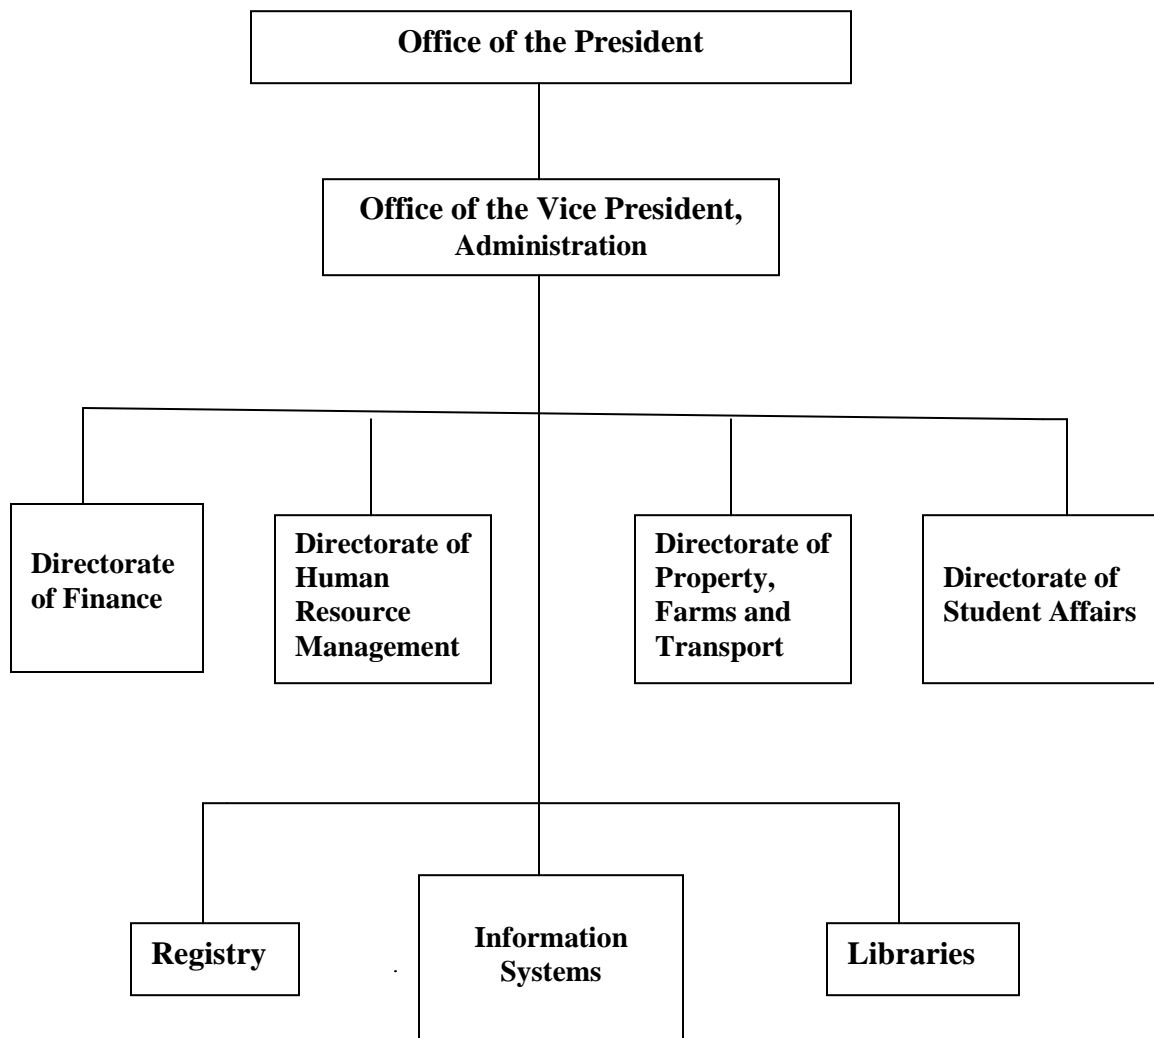 Office of the President
Office of the Vice President,
Administration
Directorate
of Finance
Directorate of
Human
Resource
Management
Directorate of
Property,
Farms and
Transport
Directorate of
Student Affairs
Registry
Information
Systems
Libraries